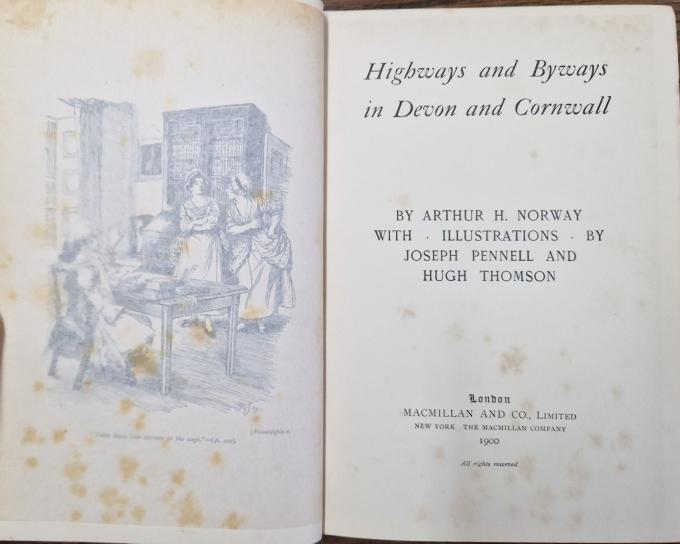 [Frontispiece.
Highways and Byways
in Devon and Cornwall
BY ARTHUR H. NORWAY
WITH · ILLUSTRATIONS · BY
JOSEPH PENNELL AND
HUGH THOMSON
London
MACMILLAN AND CO., LIMITED
NEW YORK THE MACMILLAN COMPANY
1900
All rights reserved